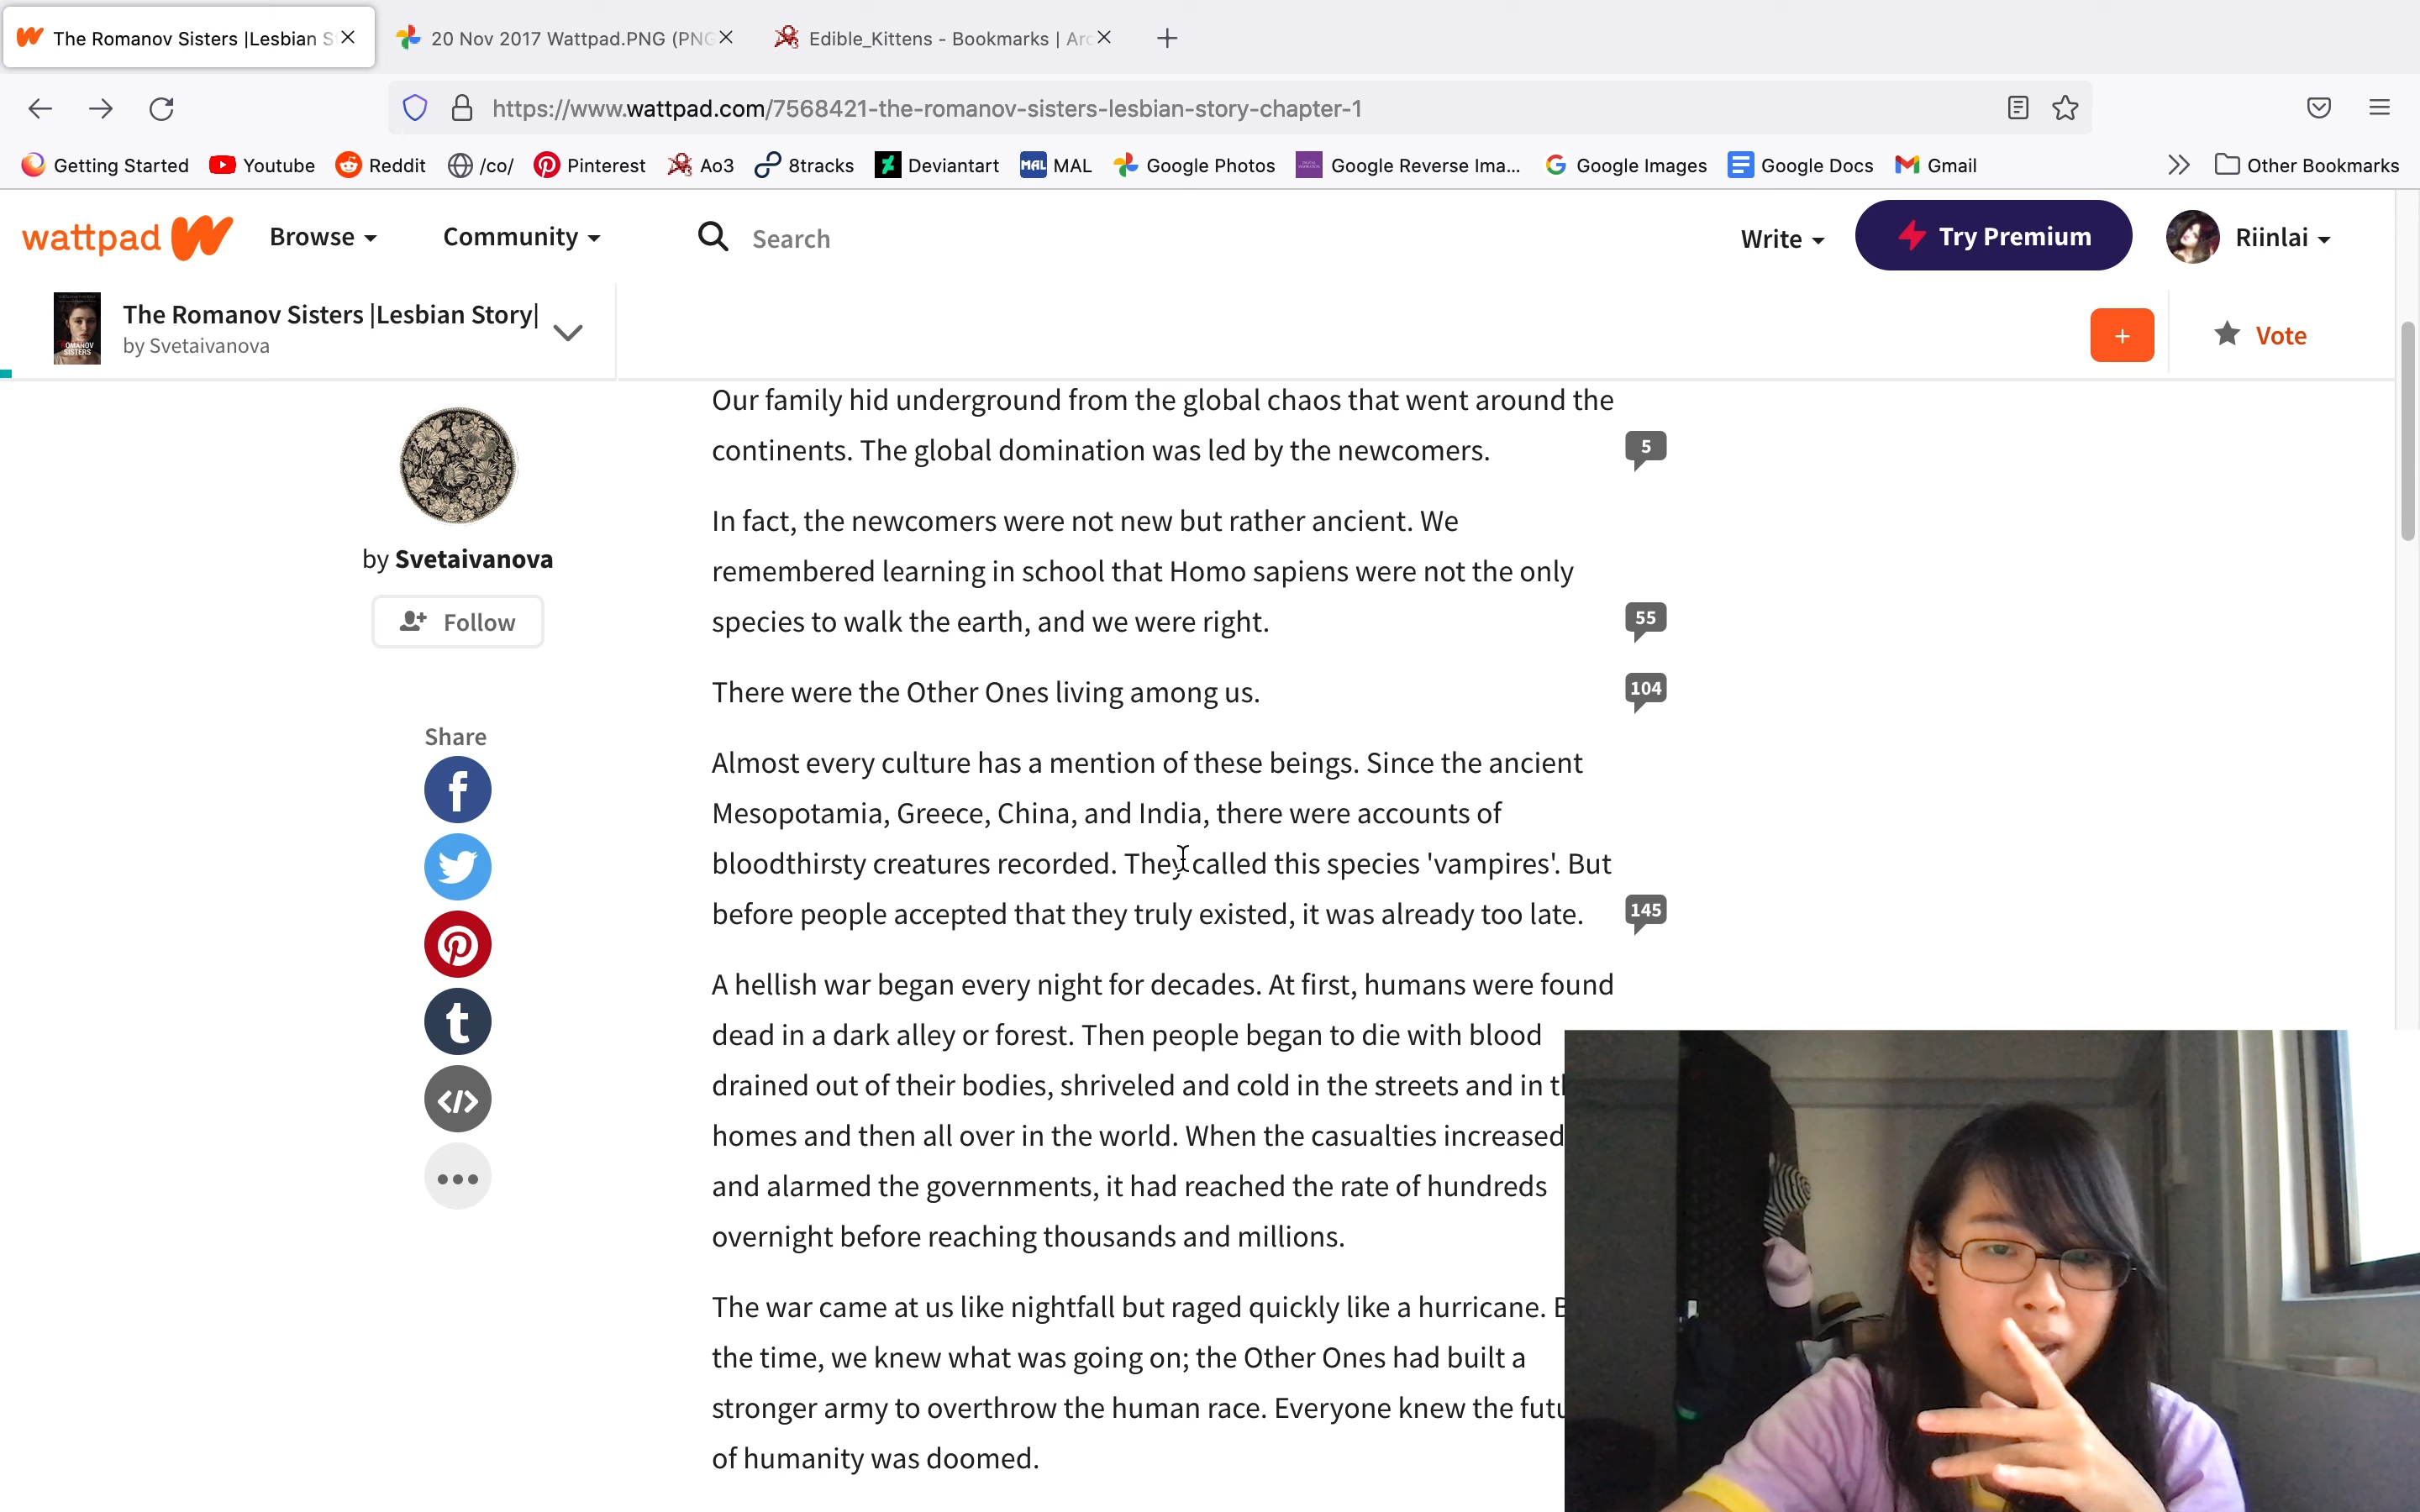 The Romanov Sisters |Lesbian S
20 Nov 2017 Wattpad.PNG (PNG
Edible_Kittens - Bookmarks | Arc
https://www.wattpad.com/7568421-the-romanov-sisters-lesbian-story-chapter-1
Getting Started
Youtube
Reddit
/co/
Pinterest
Ao3
8tracks
Deviantart
MAL
MAL
Google Photos
Google Reverse Ima...
Google Images
Google Docs
Gmail
Other Bookmarks
wattpad
Browse
Community
Search
Write
Try Premium
Riinlai
ROMANOV
SISTERS
The Romanov Sisters |Lesbian Story|
by Svetaivanova
+
Vote
by Svetaivanova
Follow
Share
Our family hid underground from the global chaos that went around the
continents. The global domination was led by the newcomers.
5
In fact, the newcomers were not new but rather ancient. We
remembered learning in school that Homo sapiens were not the only
species to walk the earth, and we were right.
55
There were the Other Ones living among us.
104
Almost every culture has a mention of these beings. Since the ancient
Mesopotamia, Greece, China, and India, there were accounts of
bloodthirsty creatures recorded. They called this species 'vampires'. But
before people accepted that they truly existed, it was already too late.
145
A hellish war began every night for decades. At first, humans were found
dead in a dark alley or forest. Then people began to die with blood
drained out of their bodies, shriveled and cold in the streets and in th
homes and then all over in the world. When the casualties increased
and alarmed the governments, it had reached the rate of hundreds
overnight before reaching thousands and millions.
The war came at us like nightfall but raged quickly like a hurricane. B
the time, we knew what was going on; the Other Ones had built a
stronger army to overthrow the human race. Everyone knew the futu
of humanity was doomed.